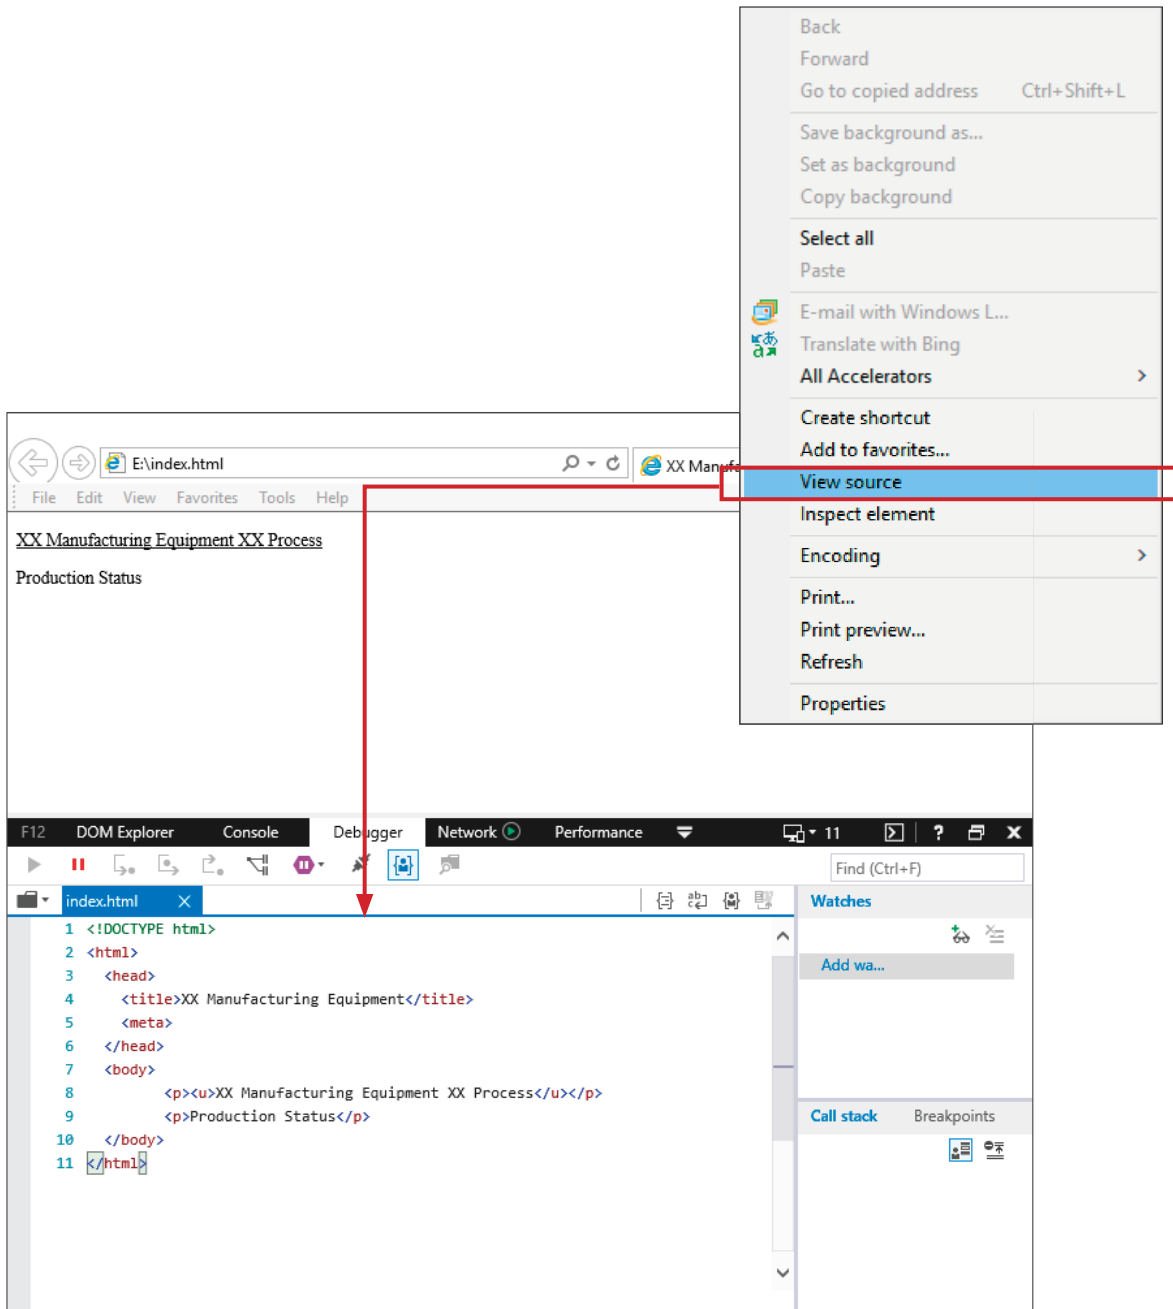 Back
Forward
Go to copied address Ctrl+Shift+L
Save background as...
Set as background
Copy background
Select all
Paste
E-mail with Windows L...
Translate with Bing
All Accelerators
Create shortcut
Add to favorites...
View source
Inspect element
Encoding
Print...
Print preview...
Refresh
Properties
E:\index.html
XX Manufa
File Edit View Favorites Tools Help
XX Manufacturing Equipment XX Process
Production Status
F12 DOM Explorer Console Debugger Network Performance 11 ?
Find (Ctrl+F)
index.html
Watches
Add wa...
1 <!DOCTYPE html>
2 <html>
3 <head>
4 <title>XX Manufacturing Equipment</title>
5 <meta>
6 </head>
7 <body>
8 <p><u>XX Manufacturing Equipment XX Process</u></p>
9 <p>Production Status</p>
10 </body>
11 </html>
Call stack Breakpoints